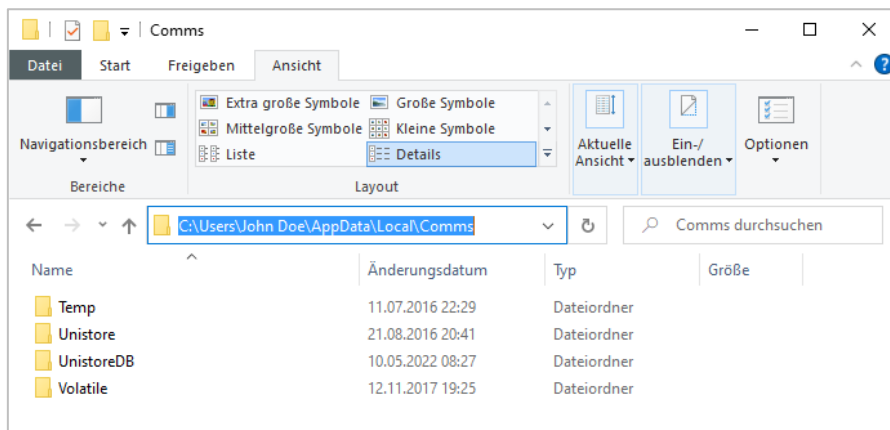 Comms
Datei Start Freigeben Ansicht ?
Extra große Symbole Große Symbole
Mittelgroße Symbole Kleine Symbole
Liste Details
Navigationsbereich
Aktuelle Ansicht
Ein-/ausblenden
Optionen
Bereiche Layout
C:\Users\John Doe\AppData\Local\Comms Comms durchsuchen
Name Änderungsdatum Typ Größe
Temp 11.07.2016 22:29 Dateiordner
Unistore 21.08.2016 20:41 Dateiordner
UnistoreDB 10.05.2022 08:27 Dateiordner
Volatile 12.11.2017 19:25 Dateiordner